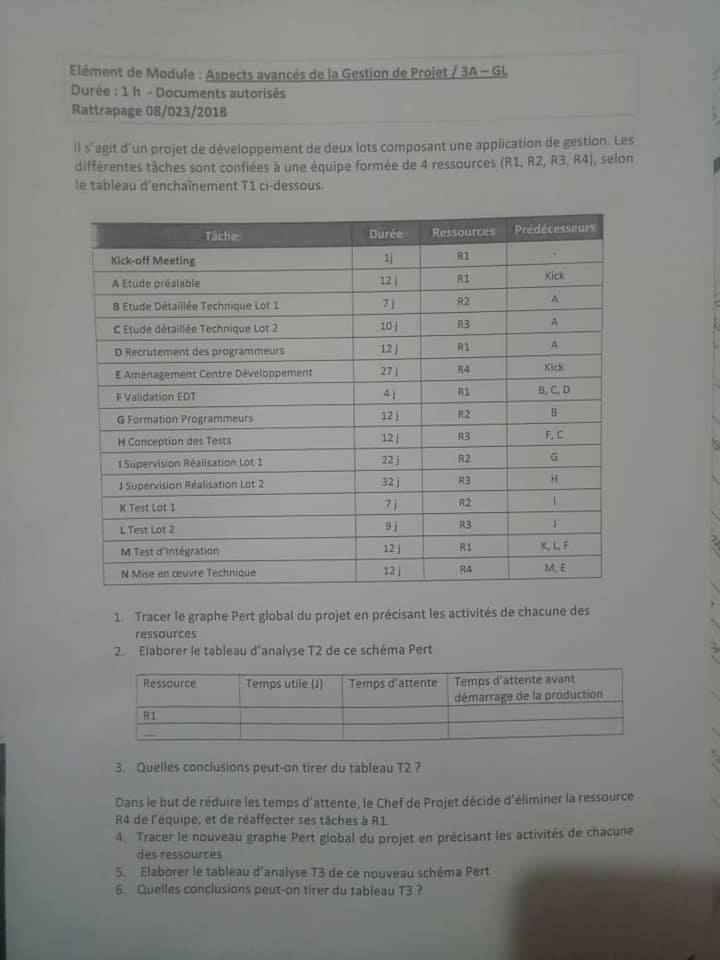 Elément de Module : Aspects avancés de la Gestion de Projet / 3A – GL
Durée : 1 h - Documents autorisés
Rattrapage 08/023/2018
Il s'agit d'un projet de développement de deux lots composant une application de gestion. Les
différentes tâches sont confiées à une équipe formée de 4 ressources (R1, R2, R3, R4), selon
le tableau d'enchaînement T1 ci-dessous.
Tâche Durée Ressources Prédécesseurs
Kick-off Meeting 1j R1 -
A Etude préalable 12 j R1 Kick
B Etude Détaillée Technique Lot 1 7 j R2 A
C Etude détaillée Technique Lot 2 10 j R3 A
D Recrutement des programmeurs 12 j R1 A
E Aménagement Centre Développement 27 j R4 Kick
F Validation EDT 4 j R1 B, C, D
G Formation Programmeurs 12 j R2 B
H Conception des Tests 12 j R3 F, C
I Supervision Réalisation Lot 1 22 j R2 G
J Supervision Réalisation Lot 2 32 j R3 H
K Test Lot 1 7 j R2 I
L Test Lot 2 9 j R3 J
M Test d'Intégration 12 j R1 K, L, F
N Mise en œuvre Technique 12 j R4 M, E
1. Tracer le graphe Pert global du projet en précisant les activités de chacune des
ressources
2. Elaborer le tableau d'analyse T2 de ce schéma Pert
Ressource Temps utile (J) Temps d'attente Temps d'attente avant
démarrage de la production
R1
....
3. Quelles conclusions peut-on tirer du tableau T2 ?
Dans le but de réduire les temps d'attente, le Chef de Projet décide d'éliminer la ressource
R4 de l'équipe, et de réaffecter ses tâches à R1.
4. Tracer le nouveau graphe Pert global du projet en précisant les activités de chacune
des ressources
5. Elaborer le tableau d'analyse T3 de ce nouveau schéma Pert
6. Quelles conclusions peut-on tirer du tableau T3 ?